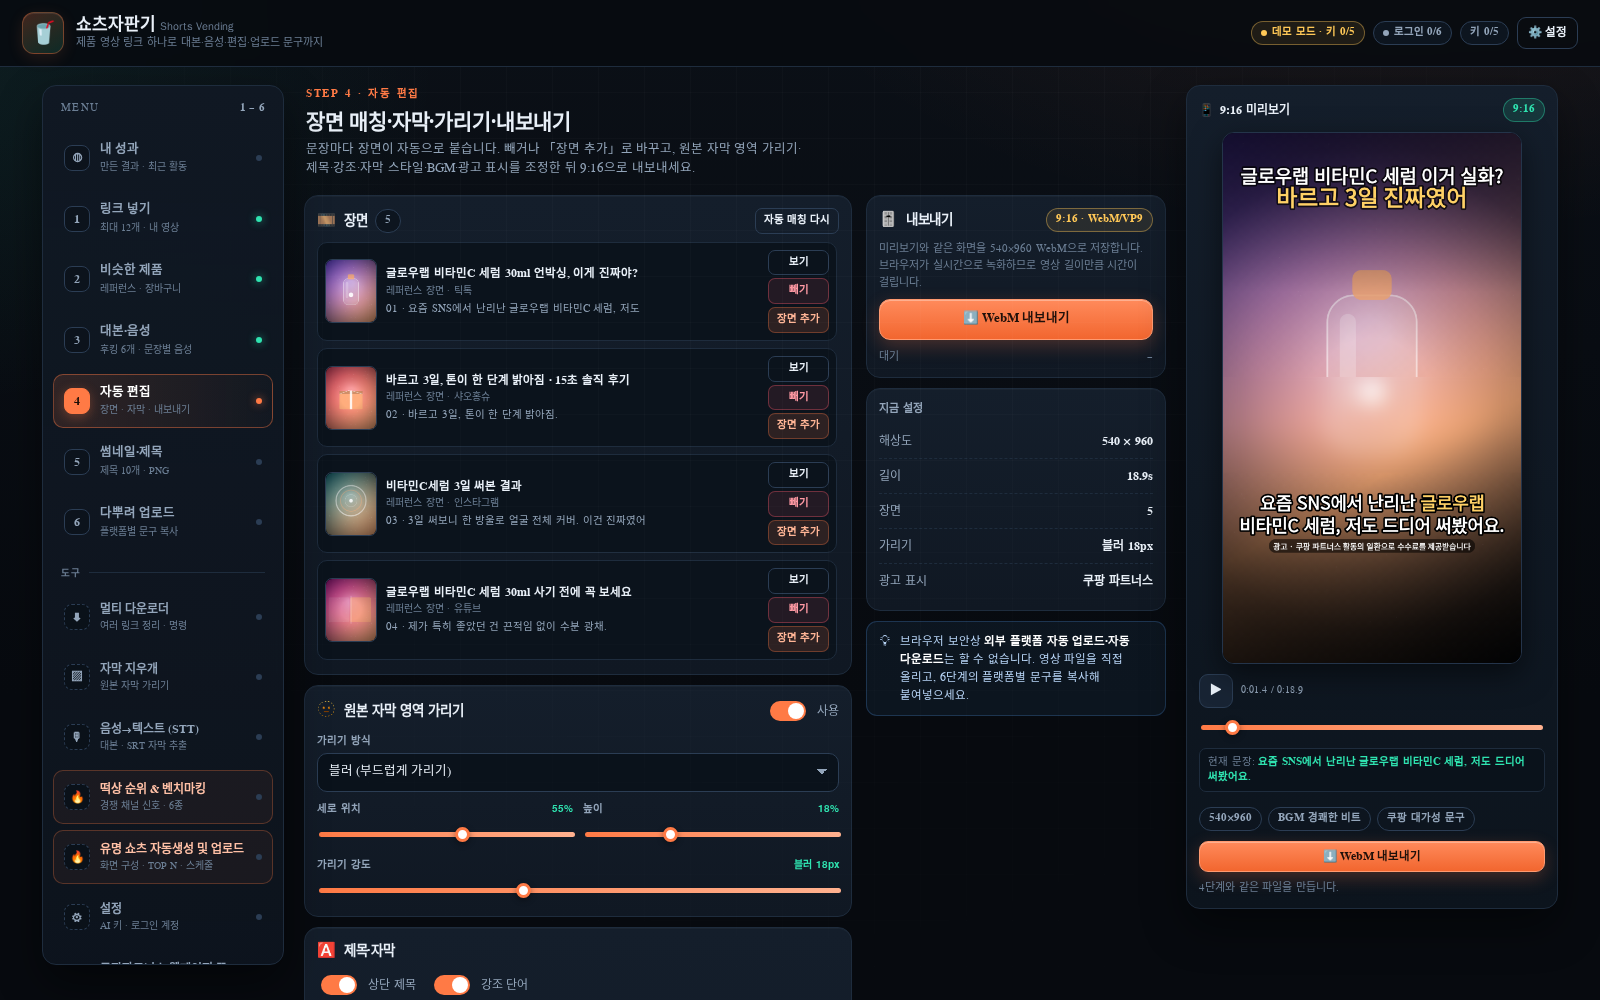 쇼츠자판기 Shorts Vending
제품 영상 링크 하나로 대본·음성·편집·업로드 문구까지
데모 모드 · 키 0/5
로그인 0/6
키 0/5
설정
MENU
1 – 6
내 성과
만든 결과 · 최근 활동
1
링크 넣기
최대 12개 · 내 영상
2
비슷한 제품
레퍼런스 · 장바구니
3
대본·음성
후킹 6개 · 문장별 음성
4
자동 편집
장면 · 자막 · 내보내기
5
썸네일·제목
제목 10개 · PNG
6
다뿌려 업로드
플랫폼별 문구 복사
도구
멀티 다운로더
여러 링크 정리 · 명령
자막 지우개
원본 자막 가리기
음성→텍스트 (STT)
대본 · SRT 자막 추출
떡상 순위 & 벤치마킹
경쟁 채널 신호 · 6종
유명 쇼츠 자동생성 및 업로드
화면 구성 · TOP N · 스케줄
설정
AI 키 · 로그인 계정
STEP 4 · 자동 편집
장면 매칭·자막·가리기·내보내기
문장마다 장면이 자동으로 붙습니다. 빼거나 「장면 추가」로 바꾸고, 원본 자막 영역 가리기·
제목·강조·자막 스타일·BGM·광고 표시를 조정한 뒤 9:16으로 내보내세요.
장면 5
자동 매칭 다시
글로우랩 비타민C 세럼 30ml 언박싱, 이게 진짜야?
레퍼런스 장면 · 틱톡
01 · 요즘 SNS에서 난리난 글로우랩 비타민C 세럼, 저도
보기
빼기
장면 추가
바르고 3일, 톤이 한 단계 밝아짐 · 15초 솔직 후기
레퍼런스 장면 · 샤오홍슈
02 · 바르고 3일, 톤이 한 단계 밝아짐.
보기
빼기
장면 추가
비타민C세럼 3일 써본 결과
레퍼런스 장면 · 인스타그램
03 · 3일 써보니 한 방울로 얼굴 전체 커버. 이건 진짜였어
보기
빼기
장면 추가
글로우랩 비타민C 세럼 30ml 사기 전에 꼭 보세요
레퍼런스 장면 · 유튜브
04 · 제가 특히 좋았던 건 끈적임 없이 수분 광채.
보기
빼기
장면 추가
원본 자막 영역 가리기
사용
가리기 방식
블러 (부드럽게 가리기)
세로 위치 55%
높이 18%
가리기 강도 블러 18px
제목·자막
상단 제목
강조 단어
내보내기
9:16 · WebM/VP9
미리보기와 같은 화면을 540×960 WebM으로 저장합니다.
브라우저가 실시간으로 녹화하므로 영상 길이만큼 시간이
걸립니다.
WebM 내보내기
대기 –
지금 설정
해상도 540 × 960
길이 18.9s
장면 5
가리기 블러 18px
광고 표시 쿠팡 파트너스
브라우저 보안상 외부 플랫폼 자동 업로드·자동
다운로드는 할 수 없습니다. 영상 파일을 직접
올리고, 6단계의 플랫폼별 문구를 복사해
붙여넣으세요.
9:16 미리보기
9:16
글로우랩 비타민C 세럼 이거 실화?
바르고 3일 진짜였어
요즘 SNS에서 난리난 글로우랩
비타민C 세럼, 저도 드디어 써봤어요.
광고 · 쿠팡 파트너스 활동의 일환으로 수수료를 제공받습니다
0:01.4 / 0:18.9
현재 문장: 요즘 SNS에서 난리난 글로우랩 비타민C 세럼, 저도 드디어
써봤어요.
540×960
BGM 경쾌한 비트
쿠팡 대가성 문구
WebM 내보내기
4단계와 같은 파일을 만듭니다.